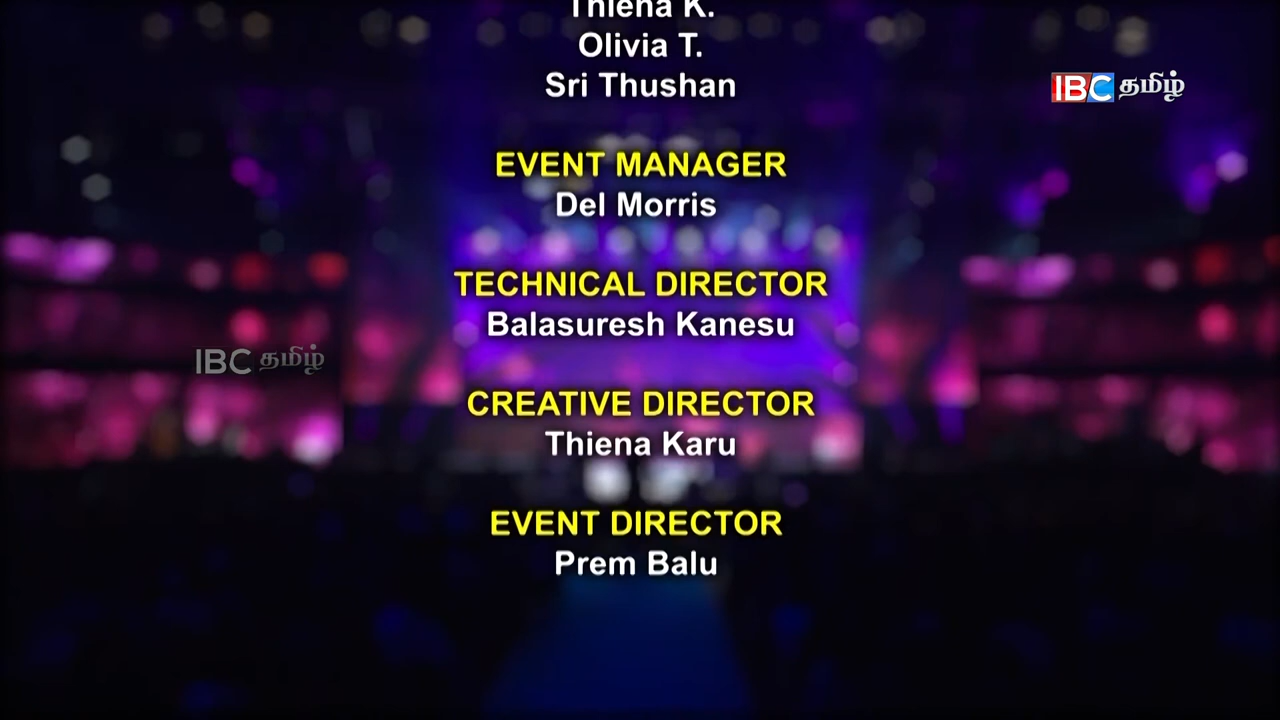 Thiena K.
Olivia T.
Sri Thushan
IBC தமிழ்
EVENT MANAGER
Del Morris
TECHNICAL DIRECTOR
Balasuresh Kanesu
IBC தமிழ்
CREATIVE DIRECTOR
Thiena Karu
EVENT DIRECTOR
Prem Balu